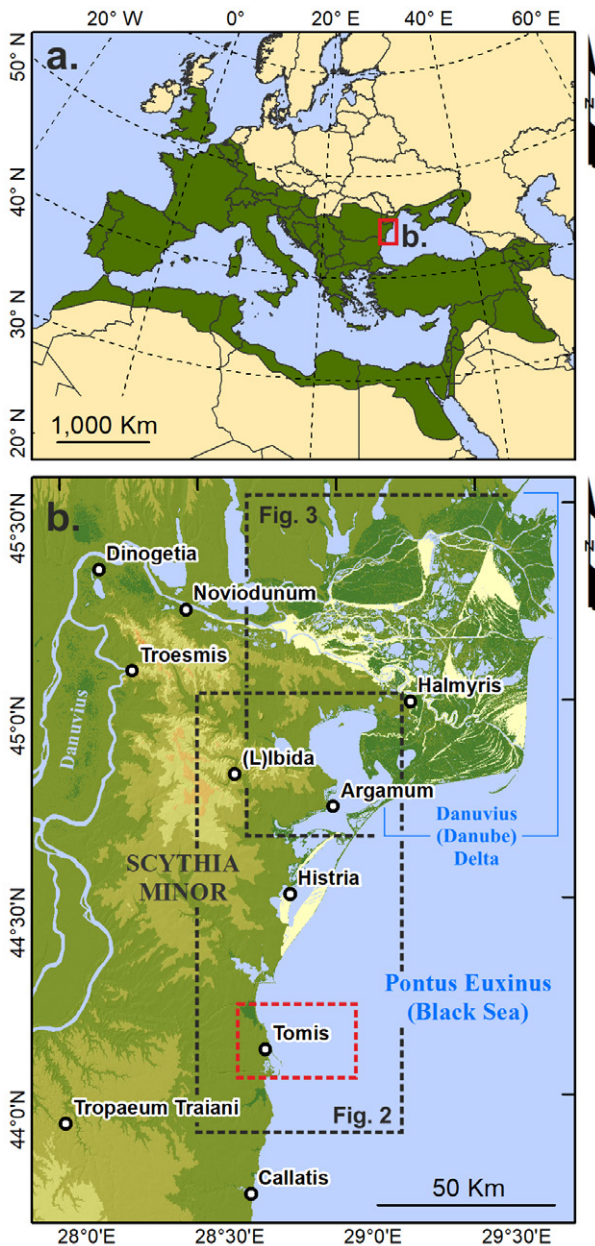 20° W
0°
20° E
40° E
60° E
50° N
a.
N
40° N
b.
30° N
1,000 Km
20° N
b.
Fig. 3
N
45°30'N
Dinogetia
Noviodunum
Troesmis
Halmyris
45°0'N
Danuvius
(L)Ibida
Argamum
Danuvius
(Danube)
Delta
SCYTHIA
MINOR
Histria
44°30'N
Pontus Euxinus
(Black Sea)
Tomis
44°0'N
Tropaeum Traiani
Fig. 2
Callatis
50 Km
28°0'E
28°30'E
29°0'E
29°30'E